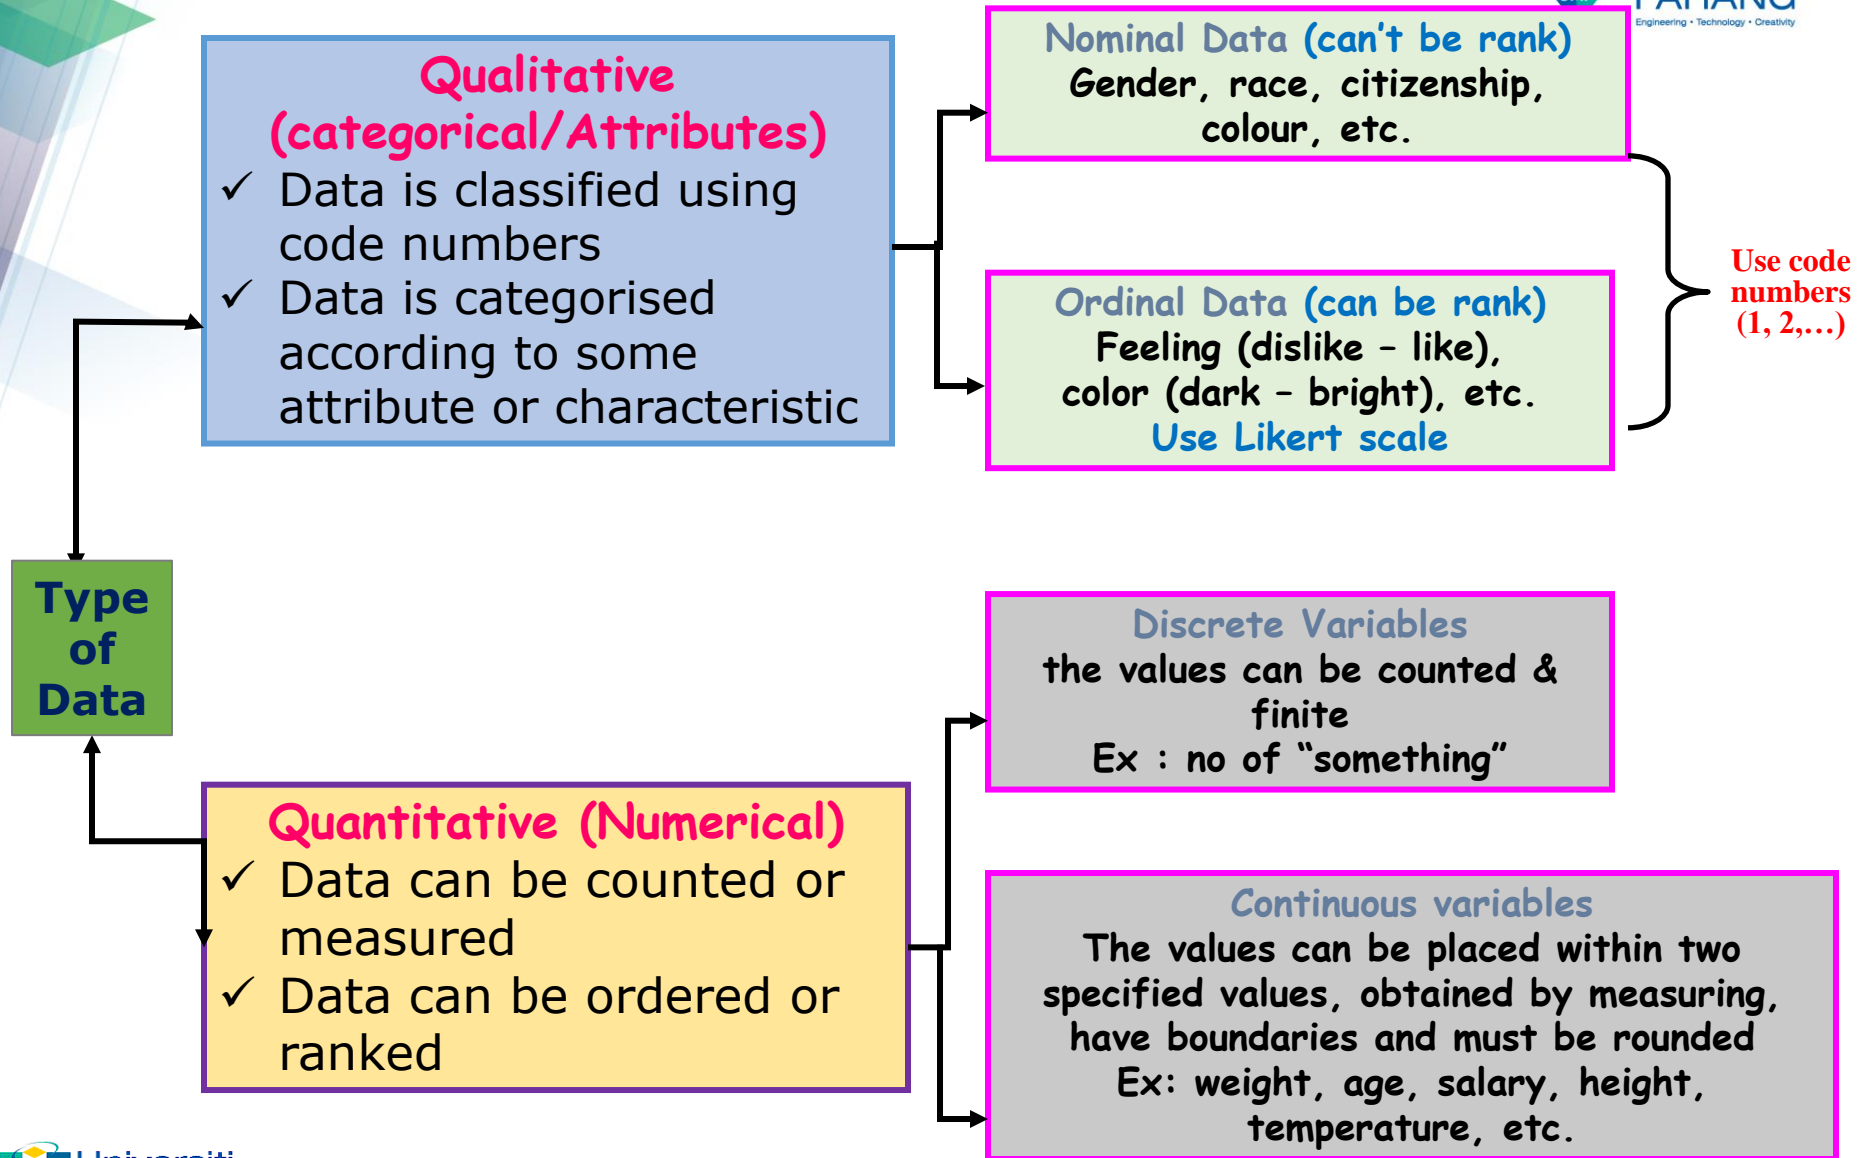 PAHANG
Engineering • Technology • Creativity
Qualitative
(categorical/Attributes)
✓ Data is classified using
code numbers
✓ Data is categorised
according to some
attribute or characteristic
Nominal Data (can't be rank)
Gender, race, citizenship,
colour, etc.
Ordinal Data (can be rank)
Feeling (dislike – like),
color (dark – bright), etc.
Use Likert scale
Use code
numbers
(1, 2,…)
Type
of
Data
Quantitative (Numerical)
✓ Data can be counted or
measured
✓ Data can be ordered or
ranked
Discrete Variables
the values can be counted &
finite
Ex : no of “something”
Continuous variables
The values can be placed within two
specified values, obtained by measuring,
have boundaries and must be rounded
Ex: weight, age, salary, height,
temperature, etc.
Universiti